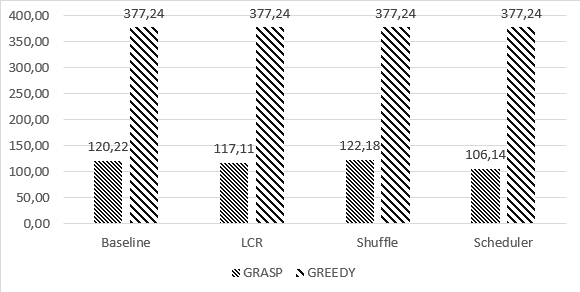 400,00
350,00
300,00
250,00
200,00
150,00
100,00
50,00
0,00
377,24 377,24 377,24 377,24
120,22 117,11 122,18 106,14
Baseline LCR Shuffle Scheduler
GRASP GREEDY